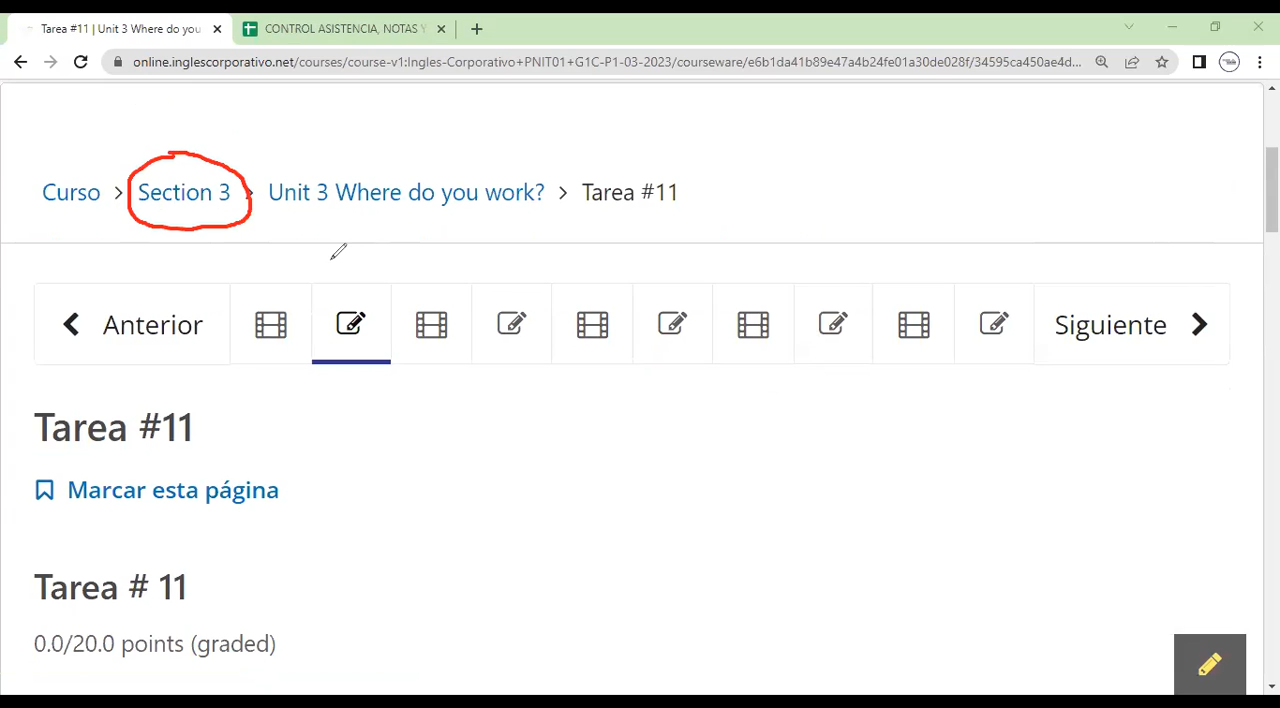 Tarea #11 | Unit 3 Where do you
CONTROL ASISTENCIA, NOTAS Y
online.inglescorporativo.net/courses/course-v1:Ingles-Corporativo+PNIT01+G1C-P1-03-2023/courseware/e6b1da41b89e47a4b24fe01a30de028f/34595ca450ae4d...
Curso > Section 3 > Unit 3 Where do you work? > Tarea #11
Anterior
Siguiente
Tarea #11
Marcar esta página
Tarea # 11
0.0/20.0 points (graded)